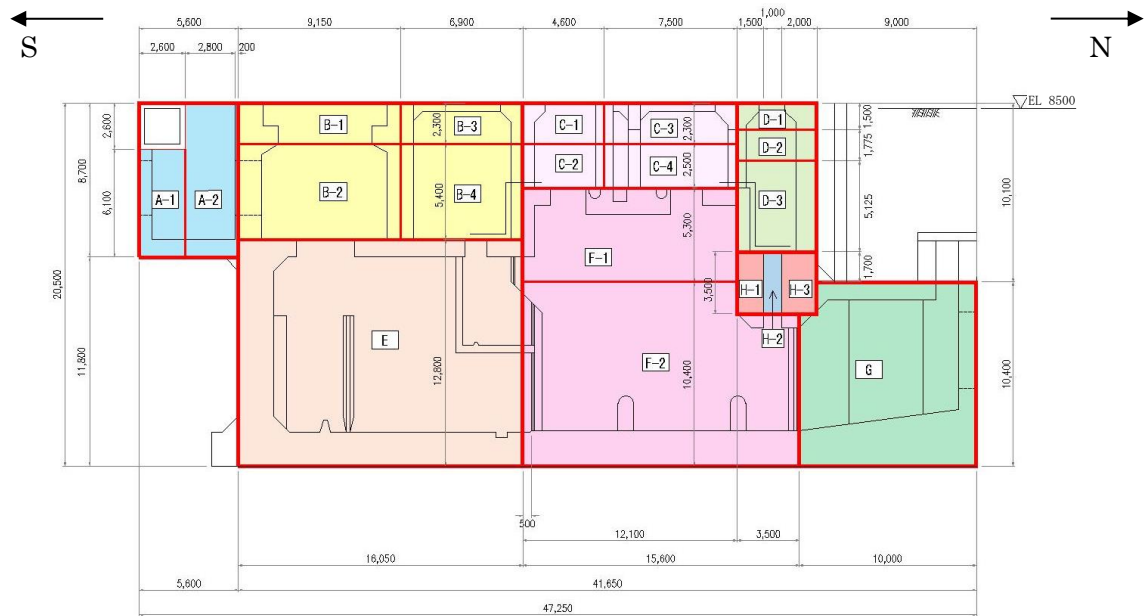 5,600 9,150 6,900 4,600 7,500 1,500 1,000 2,000 9,000
S N
2,600 2,800 200
EL 8500
2,600 B-1 2,300 B-3 C-1 C-3 2,300 D-1 1,500
D-2 1,775
8,700 C-2 C-4 2,500
6,100 A-1 A-2 B-2 5,400 B-4 D-3 5,125 10,100
5,300
F-1
1,700
20,500 3,500 H-1 H-3
H-2
E F-2 G
11,800 12,800 10,400 10,400
500
12,100 3,500
16,050 15,600 10,000
5,600 41,650
47,250